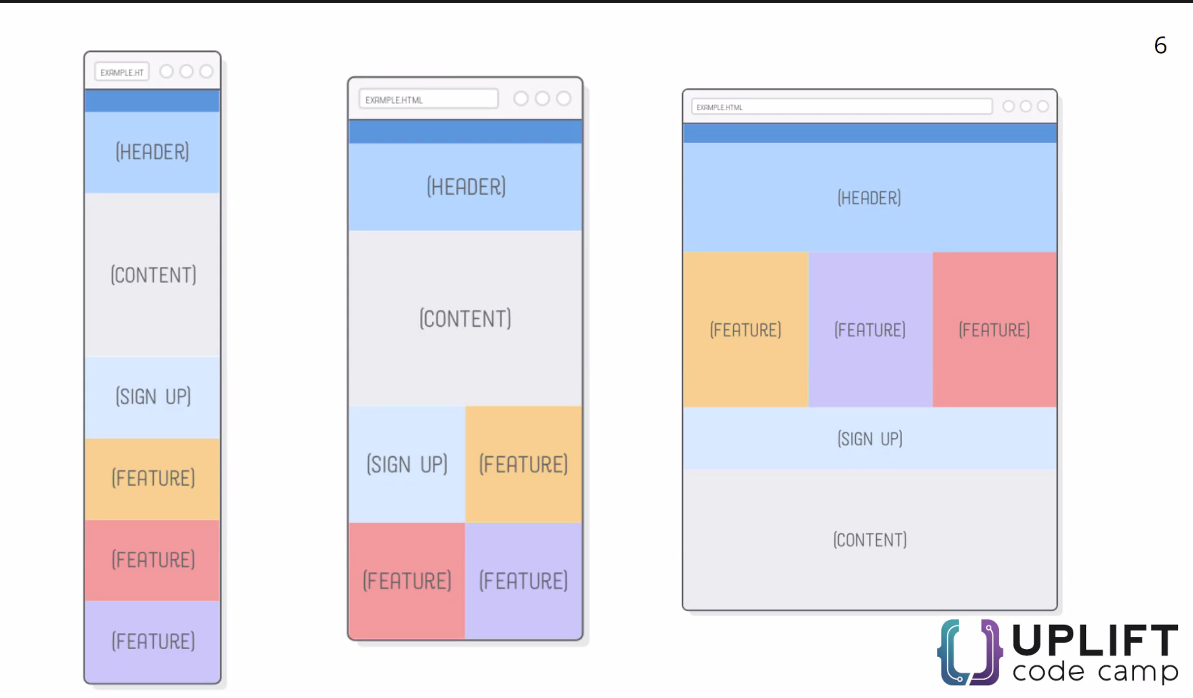 6
EXAMPLE.HT
(HEADER)
(CONTENT)
(SIGN UP)
(FEATURE)
(FEATURE)
(FEATURE)
EXAMPLE.HTML
(HEADER)
(CONTENT)
(SIGN UP) (FEATURE)
(FEATURE) (FEATURE)
EXAMPLE.HTML
(HEADER)
(FEATURE) (FEATURE) (FEATURE)
(SIGN UP)
(CONTENT)
UPLIFT
code camp